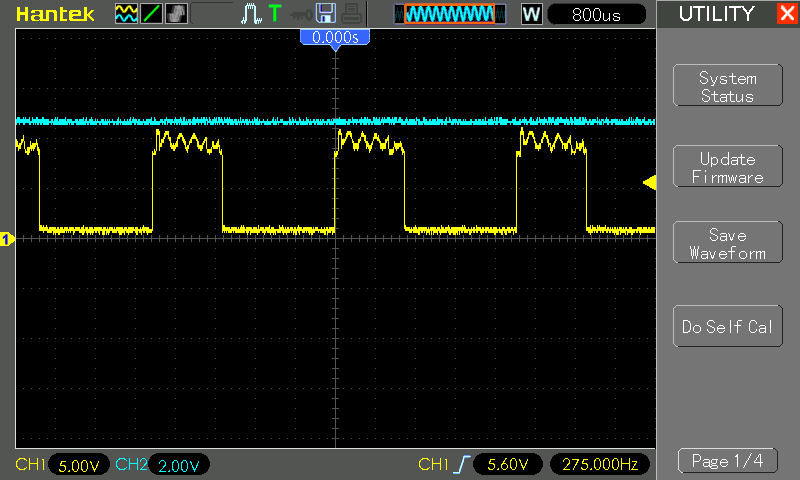 Hantek T W 800us UTILITY
0.000s
System
Status
Update
Firmware
1
Save
Waveform
Do Self Cal
CH1 5.00V CH2 2.00V CH1 5.60V 275.000Hz
Page 1/4